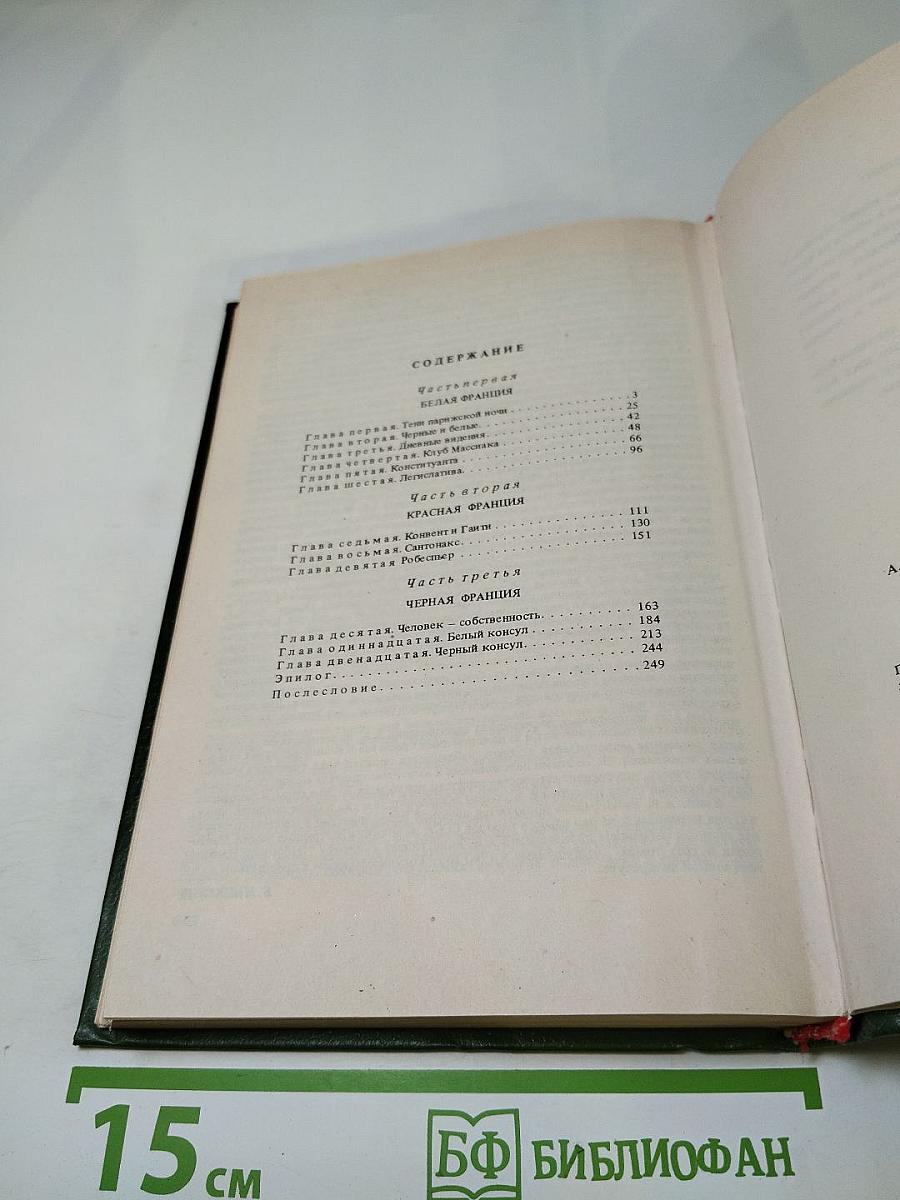 СОДЕРЖАНИЕ
Часть первая
БЕЛАЯ ФРАНЦИЯ
Глава первая. Тени парижской ночи . . . . . . . . . . . . . . . 3
Глава вторая. Черные и белые. . . . . . . . . . . . . . . . . . 25
Глава третья. Дневные видения. . . . . . . . . . . . . . . . . 42
Глава четвертая. Клуб Массиака . . . . . . . . . . . . . . . 48
Глава пятая. Конституанта . . . . . . . . . . . . . . . . . . . 66
Глава шестая. Легислатива. . . . . . . . . . . . . . . . . . . 96
Часть вторая
КРАСНАЯ ФРАНЦИЯ
Глава седьмая. Конвент и Гаити . . . . . . . . . . . . . . . 111
Глава восьмая. Сантонакс. . . . . . . . . . . . . . . . . . . 130
Глава девятая Робеспьер . . . . . . . . . . . . . . . . . . . 151
Часть третья
ЧЕРНАЯ ФРАНЦИЯ
Глава десятая. Человек — собственность. . . . . . . . . . 163
Глава одиннадцатая. Белый консул . . . . . . . . . . . . 184
Глава двенадцатая. Черный консул. . . . . . . . . . . . . 213
Эпилог. . . . . . . . . . . . . . . . . . . . . . . . . . . . . 244
Послесловие. . . . . . . . . . . . . . . . . . . . . . . . . . 249
15 см
БФ БИБЛИОФАН